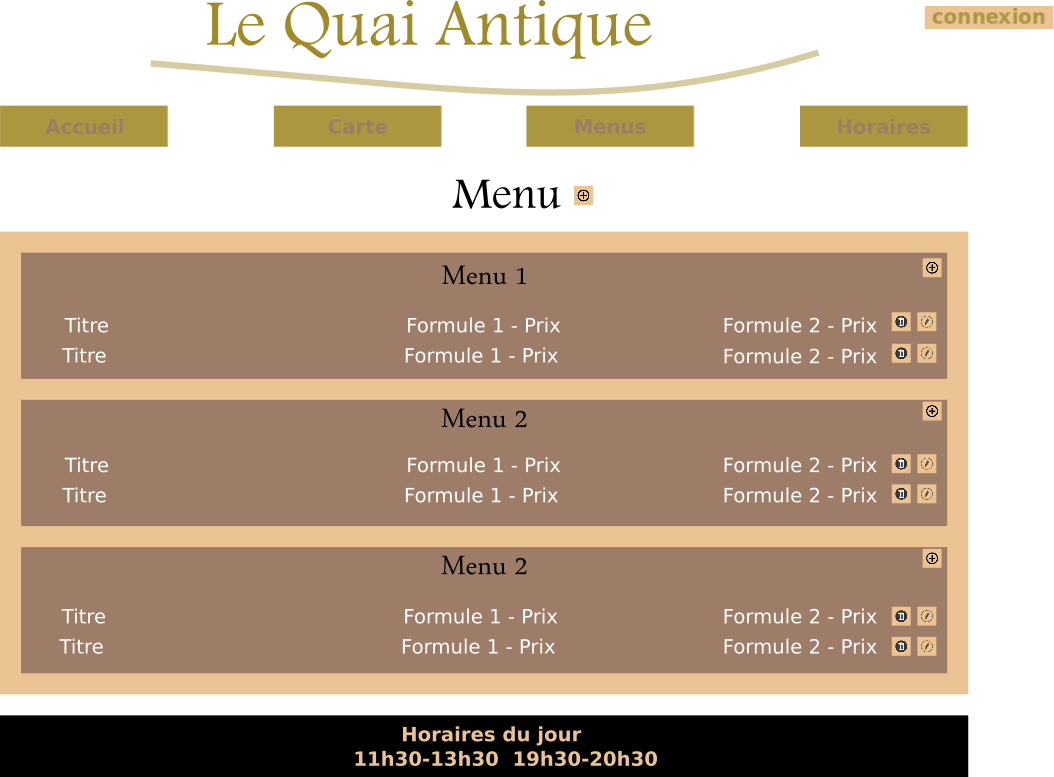 Le Quai Antique
connexion
Accueil Carte Menus Horaires
Menu
Menu 1
Titre Formule 1 - Prix Formule 2 - Prix
Titre Formule 1 - Prix Formule 2 - Prix
Menu 2
Titre Formule 1 - Prix Formule 2 - Prix
Titre Formule 1 - Prix Formule 2 - Prix
Menu 2
Titre Formule 1 - Prix Formule 2 - Prix
Titre Formule 1 - Prix Formule 2 - Prix
Horaires du jour
11h30-13h30 19h30-20h30